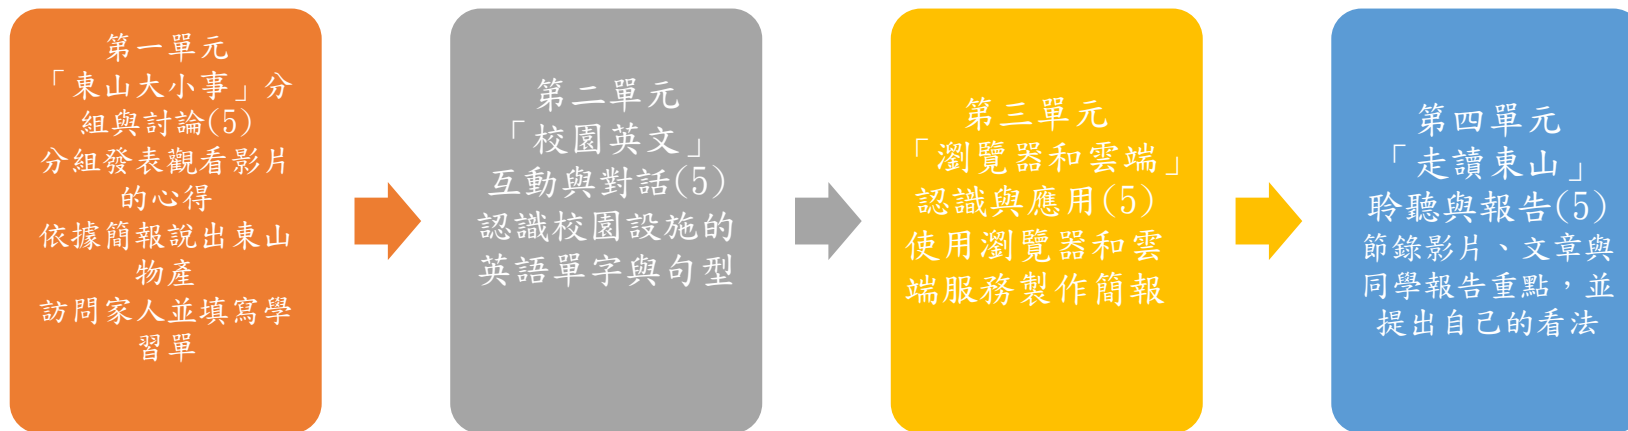 第一單元
「東山大小事」分
組與討論(5)
分組發表觀看影片
的心得
依據簡報說出東山
物產
訪問家人並填寫學
習單
第二單元
「校園英文」
互動與對話(5)
認識校園設施的
英語單字與句型
第三單元
「瀏覽器和雲端」
認識與應用(5)
使用瀏覽器和雲
端服務製作簡報
第四單元
「走讀東山」
聆聽與報告(5)
節錄影片、文章與
同學報告重點，並
提出自己的看法